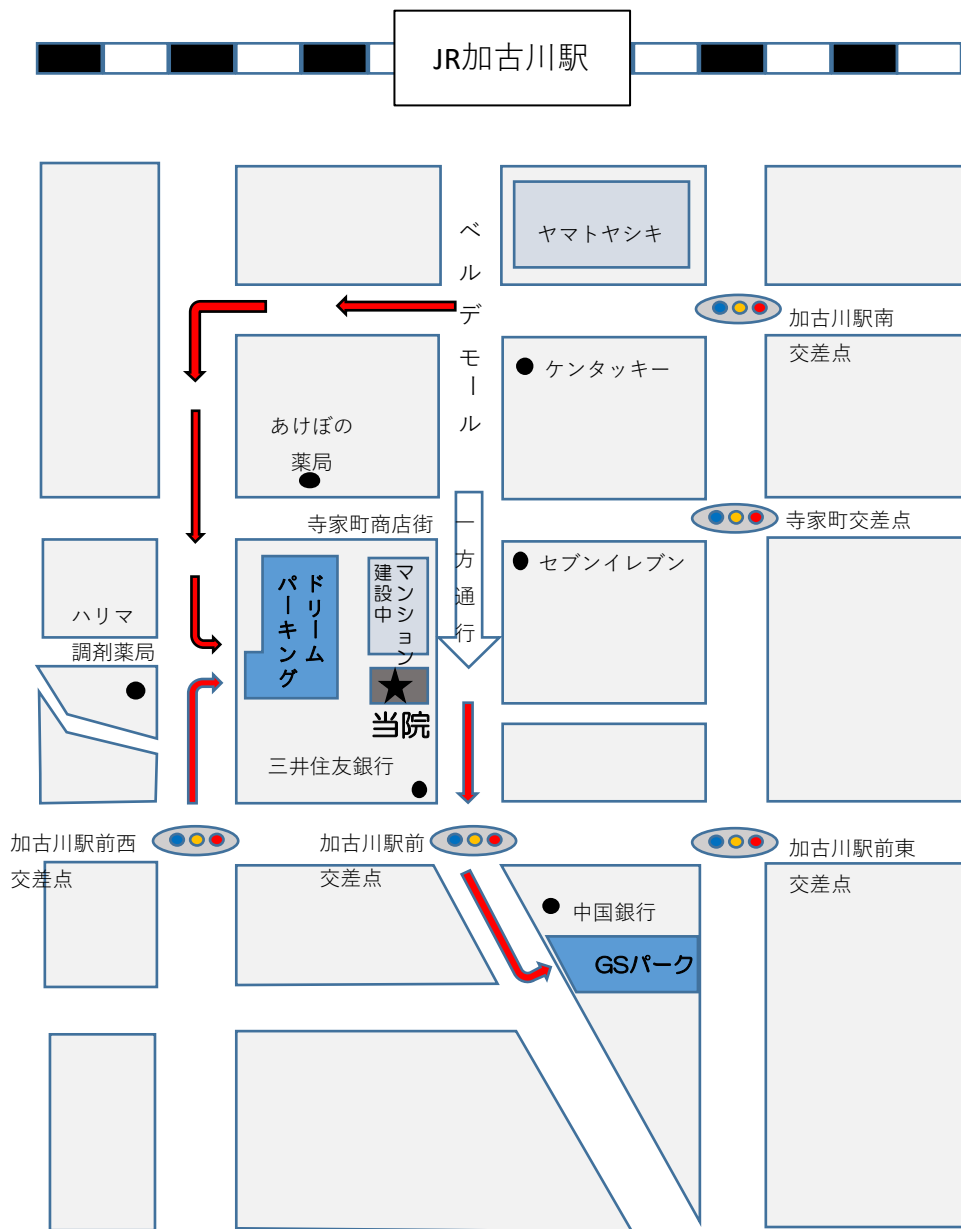 JR加古川駅
ヤマトヤシキ
ベルデモール
加古川駅南
交差点
ケンタッキー
あけぼの
薬局
寺家町商店街
一方通行
寺家町交差点
セブンイレブン
ドリーム
パーキング
マンション
建設中
ハリマ
調剤薬局
当院
三井住友銀行
加古川駅前西
交差点
加古川駅前
交差点
加古川駅前東
交差点
中国銀行
GSパーク